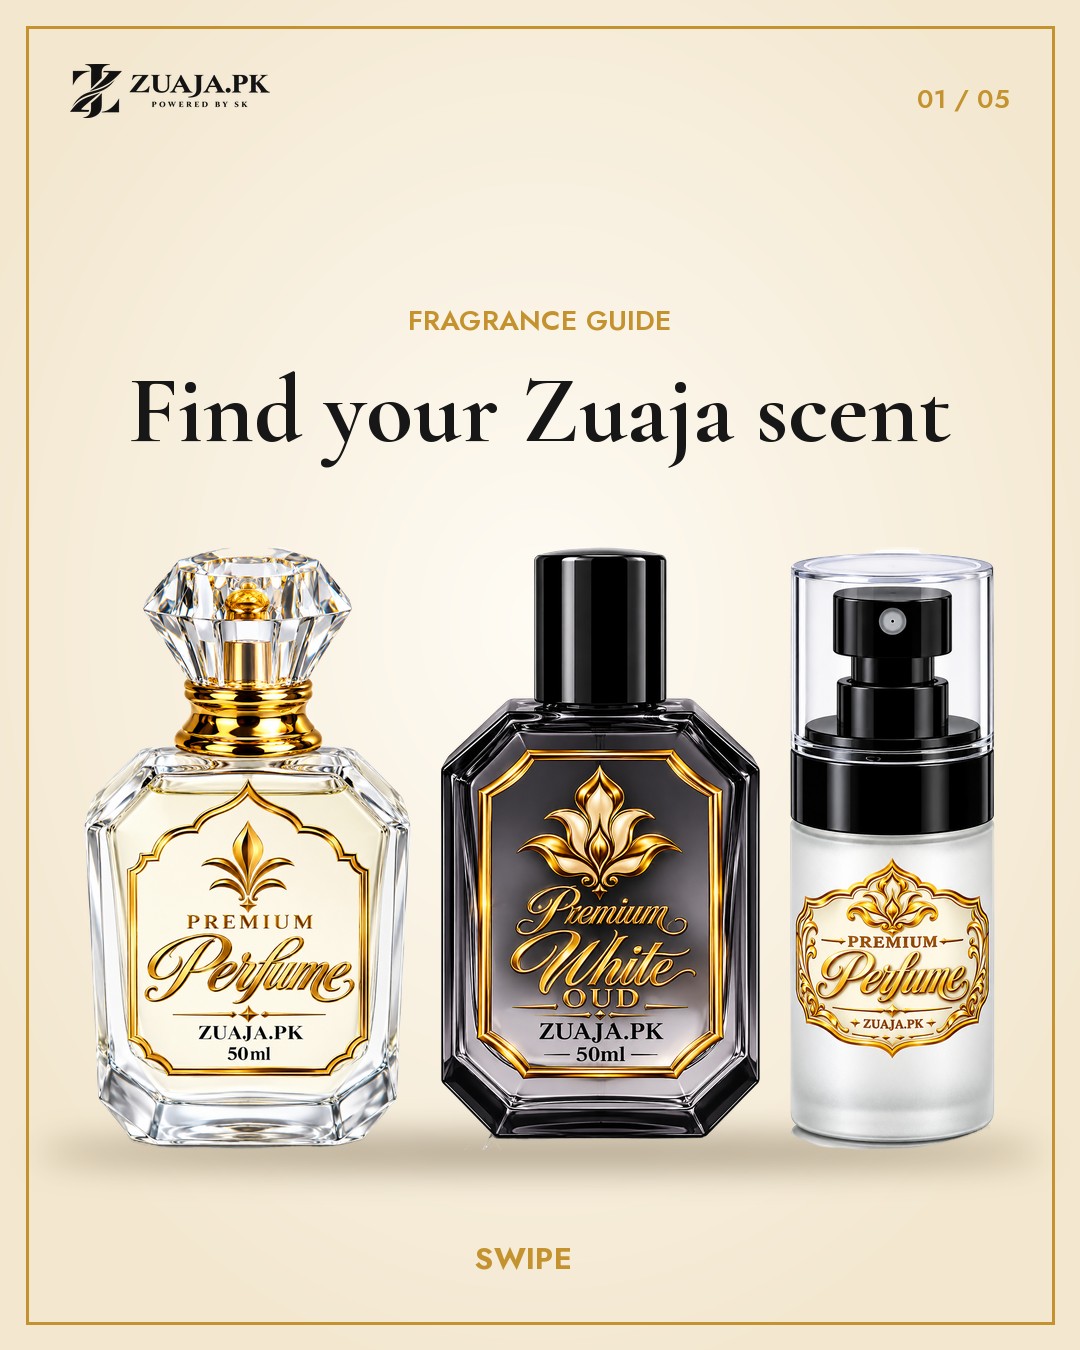 ZUAJA.PK
POWERED BY SK
01 / 05
FRAGRANCE GUIDE
Find your Zuaja scent
PREMIUM
Perfume
ZUAJA.PK
50ml
Premium
White
OUD
ZUAJA.PK
50ml
PREMIUM
Perfume
ZUAJA.PK
SWIPE